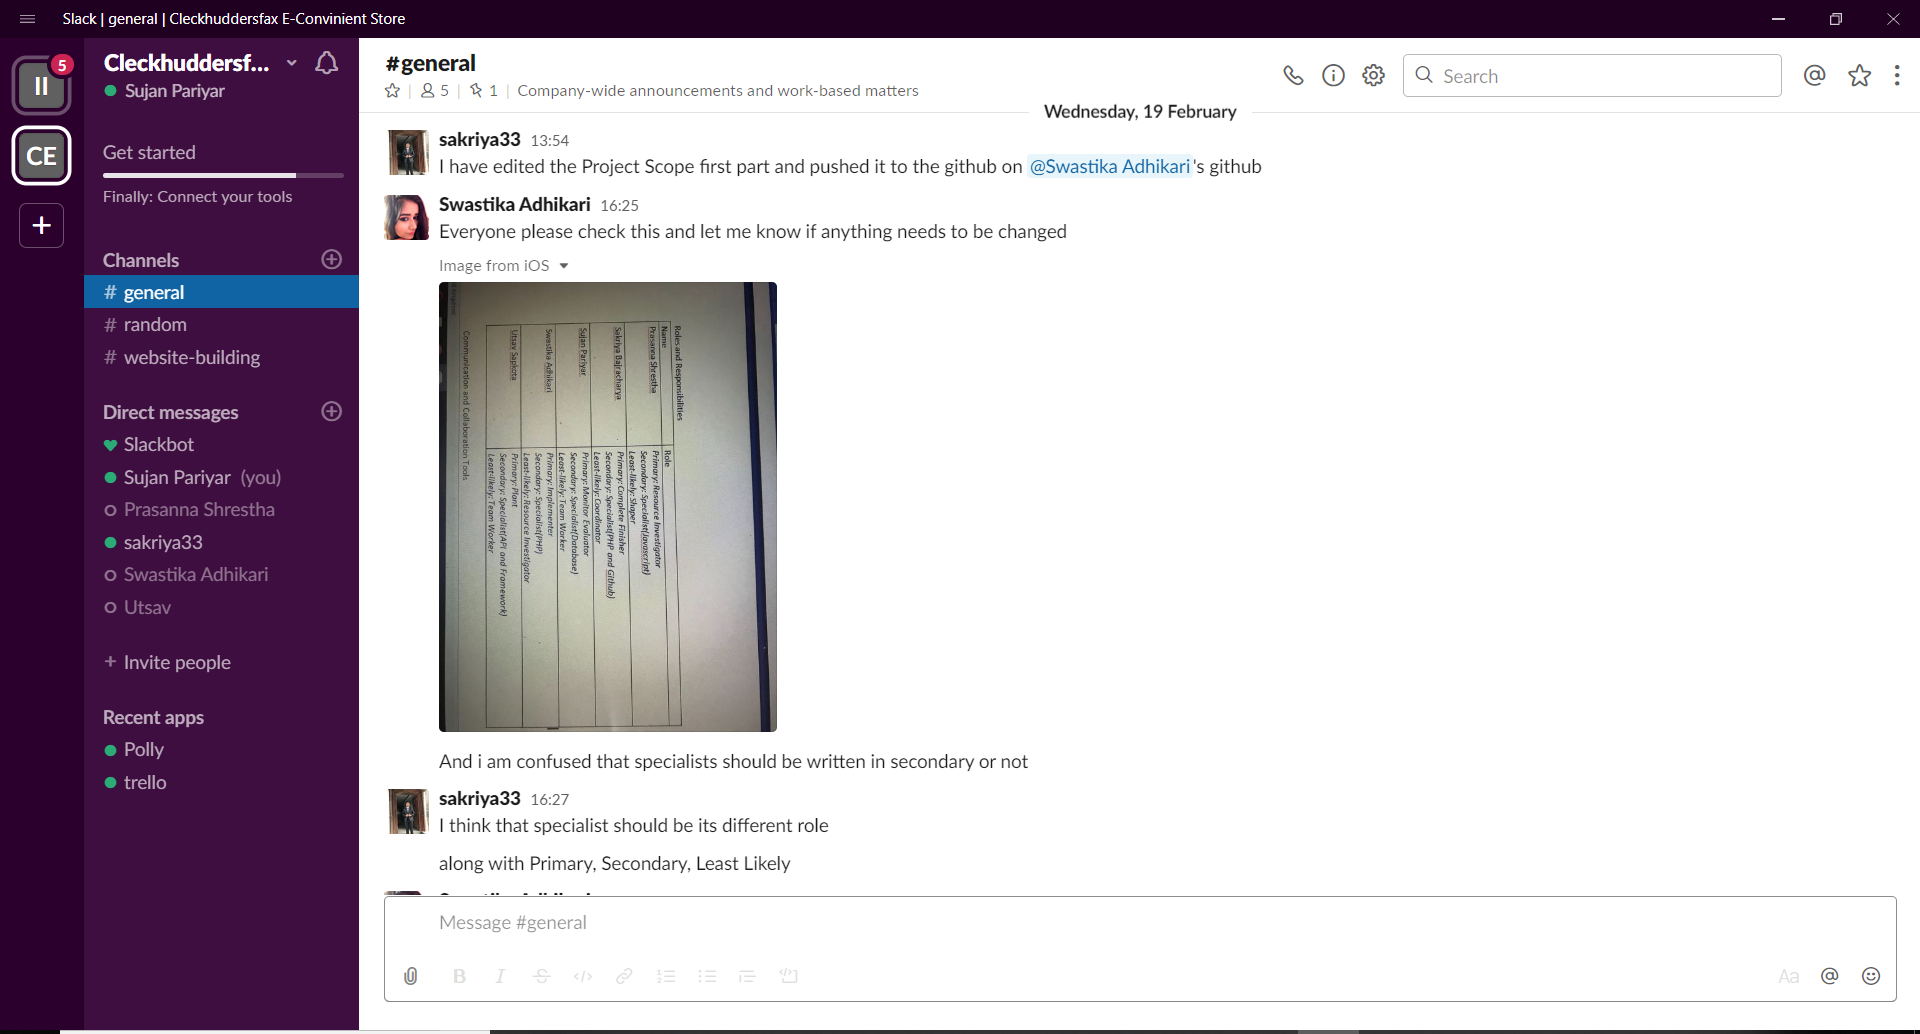 Slack | general | Cleckhuddersfax E-Convinient Store
5
II
CE
Cleckhuddersf...
Sujan Pariyar
Get started
Finally: Connect your tools
Channels
# general
# random
# website-building
Direct messages
Slackbot
Sujan Pariyar (you)
Prasanna Shrestha
sakriya33
Swastika Adhikari
Utsav
+ Invite people
Recent apps
Polly
trello
#general
5 | 1 | Company-wide announcements and work-based matters
Search
Wednesday, 19 February
sakriya33 13:54
I have edited the Project Scope first part and pushed it to the github on @Swastika Adhikari's github
Swastika Adhikari 16:25
Everyone please check this and let me know if anything needs to be changed
Image from iOS
Roles and Responsibilities
Name Role
Prasanna Shrestha Primary: Resource Investigator
Secondary: Specialist(Javascript)
Least-likely: Shaper
Sakriya Bajracharya Primary: Complete Finisher
Secondary: Specialist(PHP and Github)
Least-likely: Coordinator
Sujan Pariyar Primary: Monitor Evaluator
Secondary: Specialist(Database)
Least-likely: Team Worker
Swastika Adhikari Primary: Implementer
Secondary: Specialist(PHP)
Least-likely: Resource Investigator
Utsav Sapkota Primary: Plant
Secondary: Specialist(API and Framework)
Least-likely: Team Worker
Communication and Collaboration Tools
And i am confused that specialists should be written in secondary or not
sakriya33 16:27
I think that specialist should be its different role
along with Primary, Secondary, Least Likely
Message #general
B I S </> Aa @